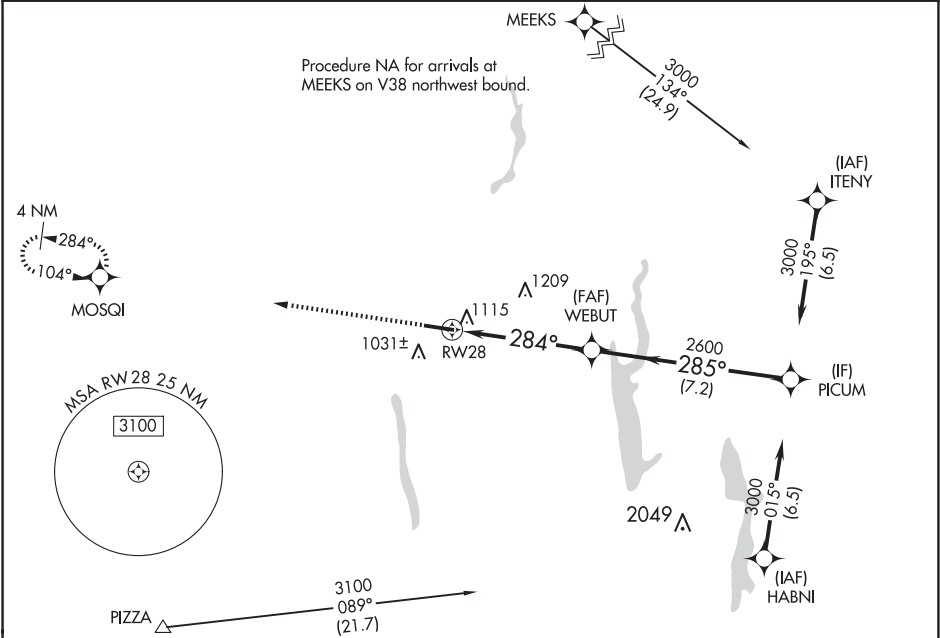 MEEKS
Procedure NA for arrivals at
MEEKS on V38 northwest bound.
3000
134°
(24.9)
(IAF)
ITENY
3000
195°
(6.5)
4 NM
284°
104°
MOSQI
1209
1115
1031±
RW28
(FAF)
WEBUT
284°
2600
285°
(7.2)
(IF)
PICUM
MSA RW 28 25 NM
3100
3000
015°
(6.5)
2049
(IAF)
HABNI
PIZZA
3100
089°
(21.7)